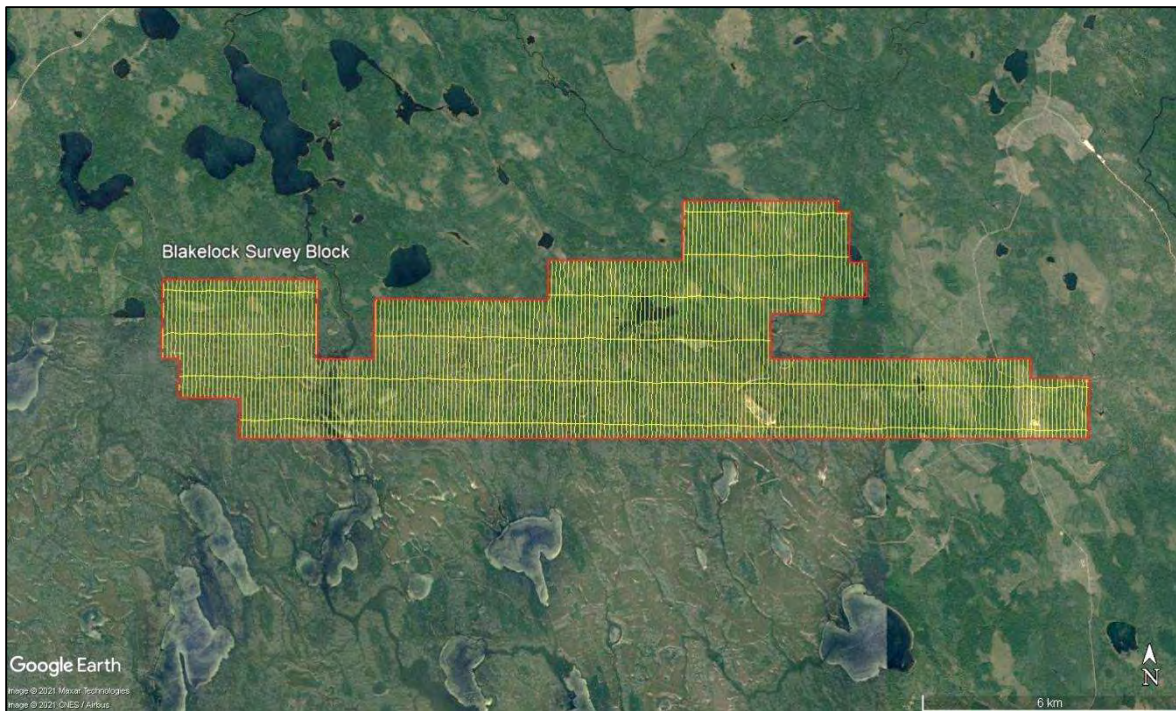 Blakelock Survey Block
Google Earth
Image © 2021 Maxar Technologies
Image © 2021 CNES / Airbus
N
6 km